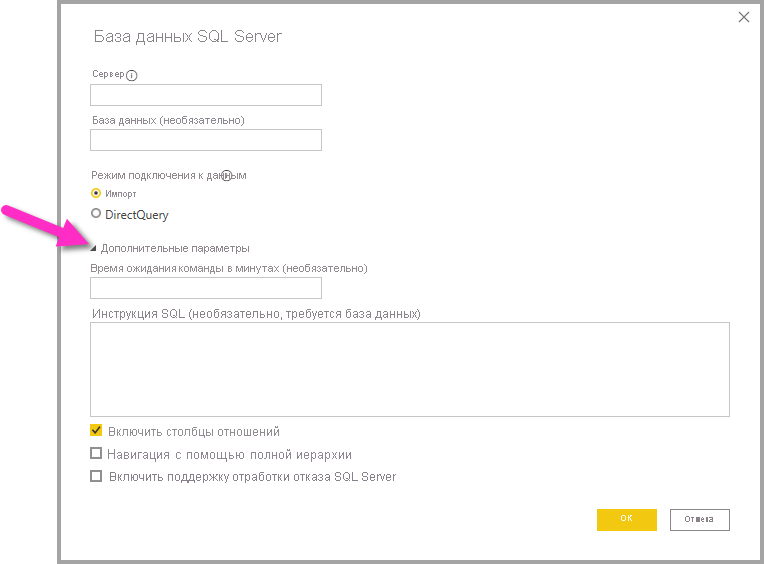 База данных SQL Server
Сервер
База данных (необязательно)
Режим подключения к данным
Импорт
DirectQuery
Дополнительные параметры
Время ожидания команды в минутах (необязательно)
Инструкция SQL (необязательно, требуется база данных)
Включить столбцы отношений
Навигация с помощью полной иерархии
Включить поддержку отработки отказа SQL Server
ОК
Отмена